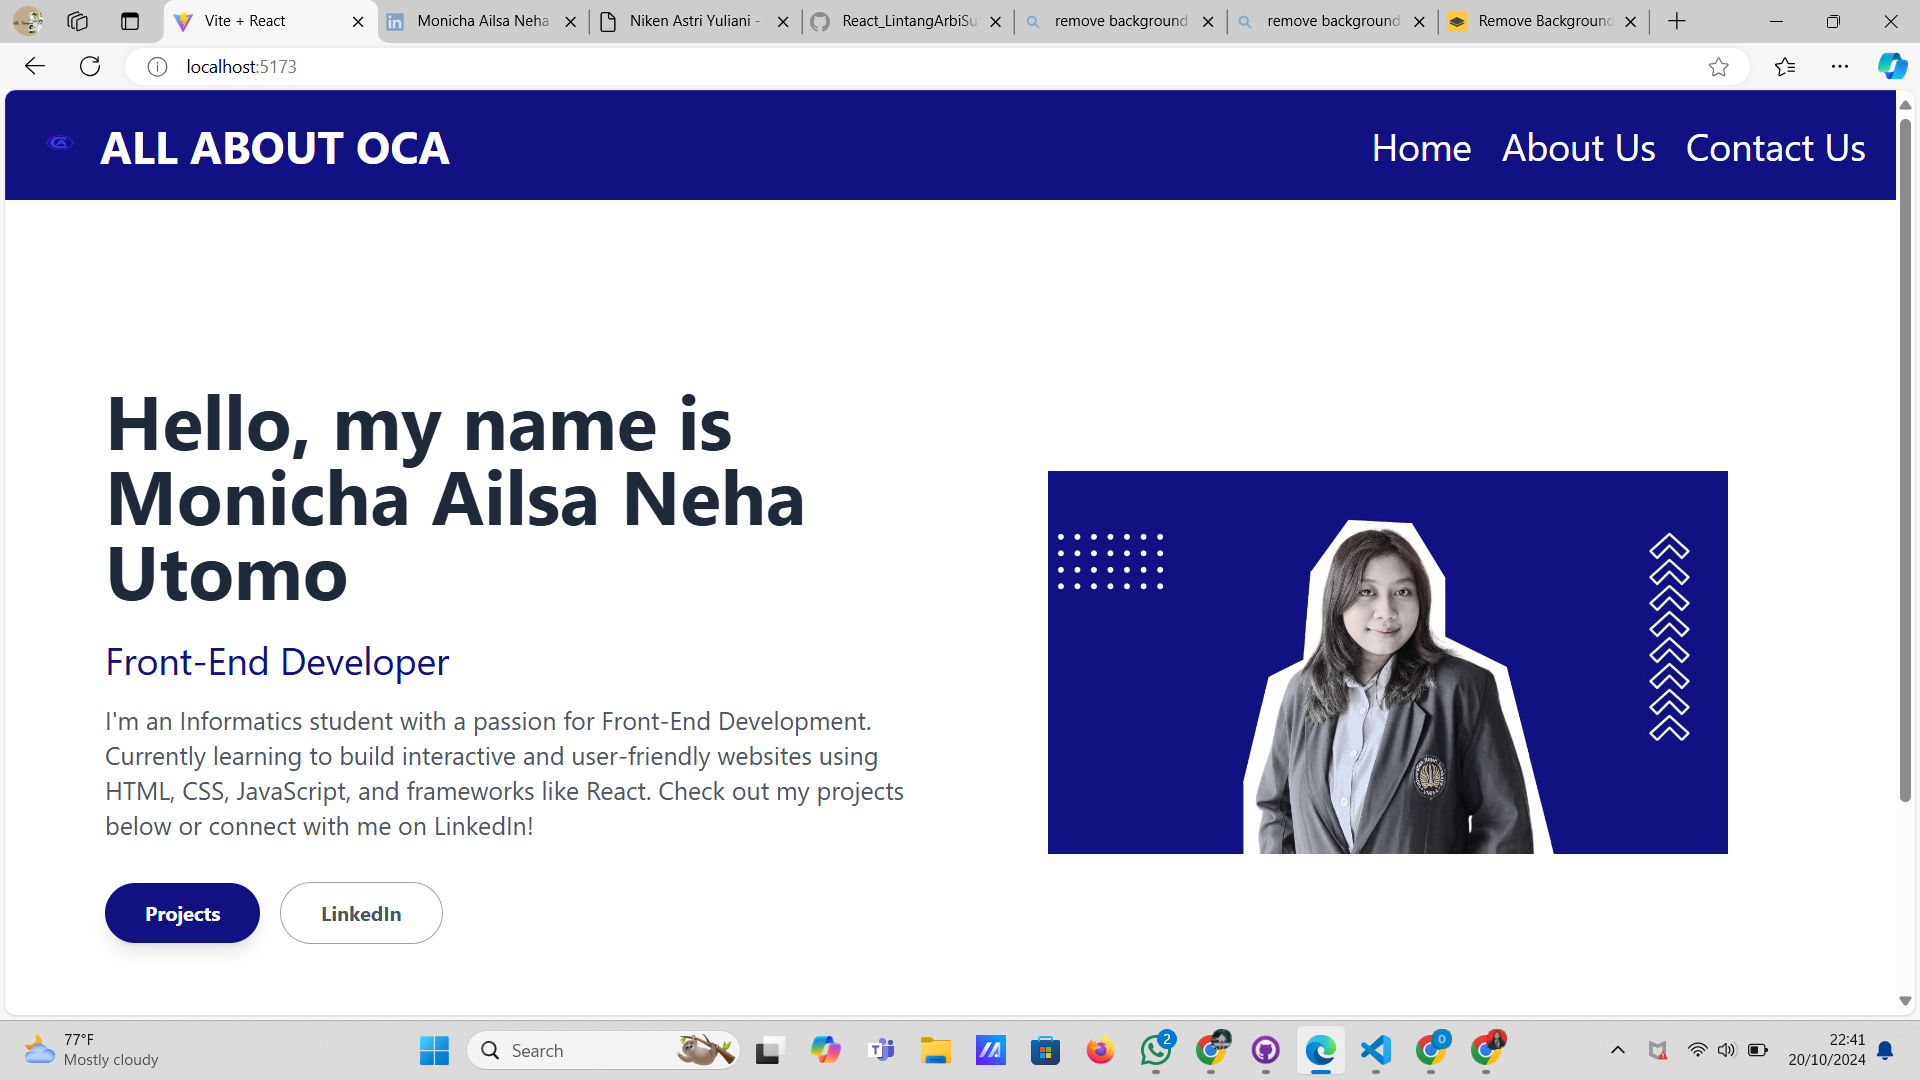 Vite + React
Monicha Ailsa Neha
Niken Astri Yuliani -
React_LintangArbiSu
remove background
remove background
Remove Background
localhost:5173
ALL ABOUT OCA
Home About Us Contact Us
Hello, my name is
Monicha Ailsa Neha
Utomo
Front-End Developer
I'm an Informatics student with a passion for Front-End Development.
Currently learning to build interactive and user-friendly websites using
HTML, CSS, JavaScript, and frameworks like React. Check out my projects
below or connect with me on LinkedIn!
Projects
LinkedIn
77°F
Mostly cloudy
Search
2
0
22:41
20/10/2024